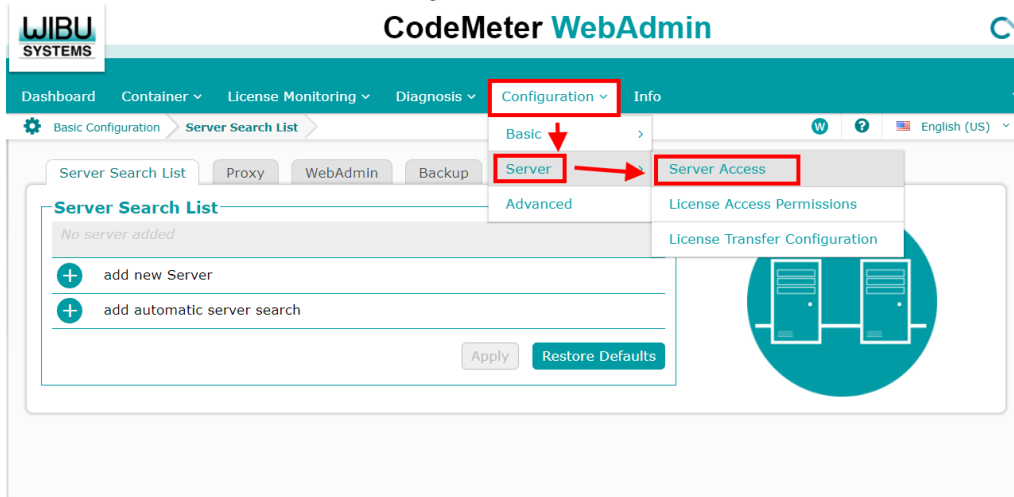 WIBU
SYSTEMS
CodeMeter WebAdmin
Dashboard Container License Monitoring Diagnosis Configuration Info
Basic Configuration Server Search List W ? English (US)
Basic
Server Search List Proxy WebAdmin Backup Server Server Access
Server Search List Advanced License Access Permissions
No server added License Transfer Configuration
add new Server
add automatic server search
Apply Restore Defaults